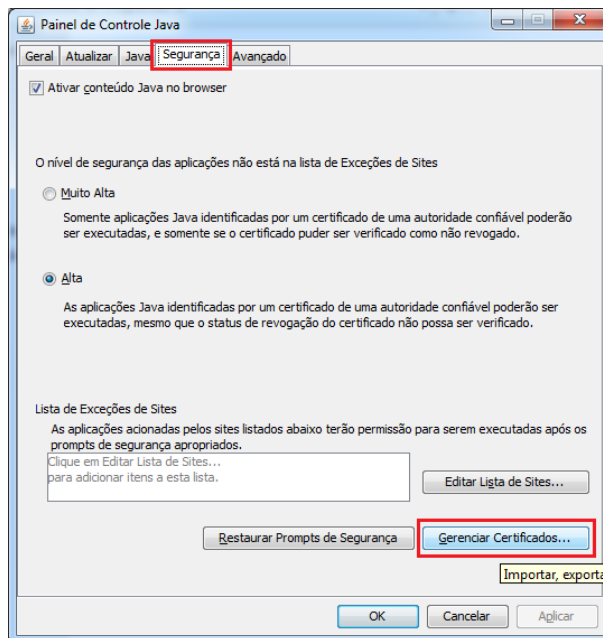 Painel de Controle Java
Geral Atualizar Java Segurança Avançado
Ativar conteúdo Java no browser
O nível de segurança das aplicações não está na lista de Exceções de Sites
Muito Alta
Somente aplicações Java identificadas por um certificado de uma autoridade confiável poderão
ser executadas, e somente se o certificado puder ser verificado como não revogado.
Alta
As aplicações Java identificadas por um certificado de uma autoridade confiável poderão ser
executadas, mesmo que o status de revogação do certificado não possa ser verificado.
Lista de Exceções de Sites
As aplicações acionadas pelos sites listados abaixo terão permissão para serem executadas após os
prompts de segurança apropriados.
Clique em Editar Lista de Sites...
para adicionar itens a esta lista.
Editar Lista de Sites...
Restaurar Prompts de Segurança Gerenciar Certificados...
Importar, exporta
OK Cancelar Aplicar